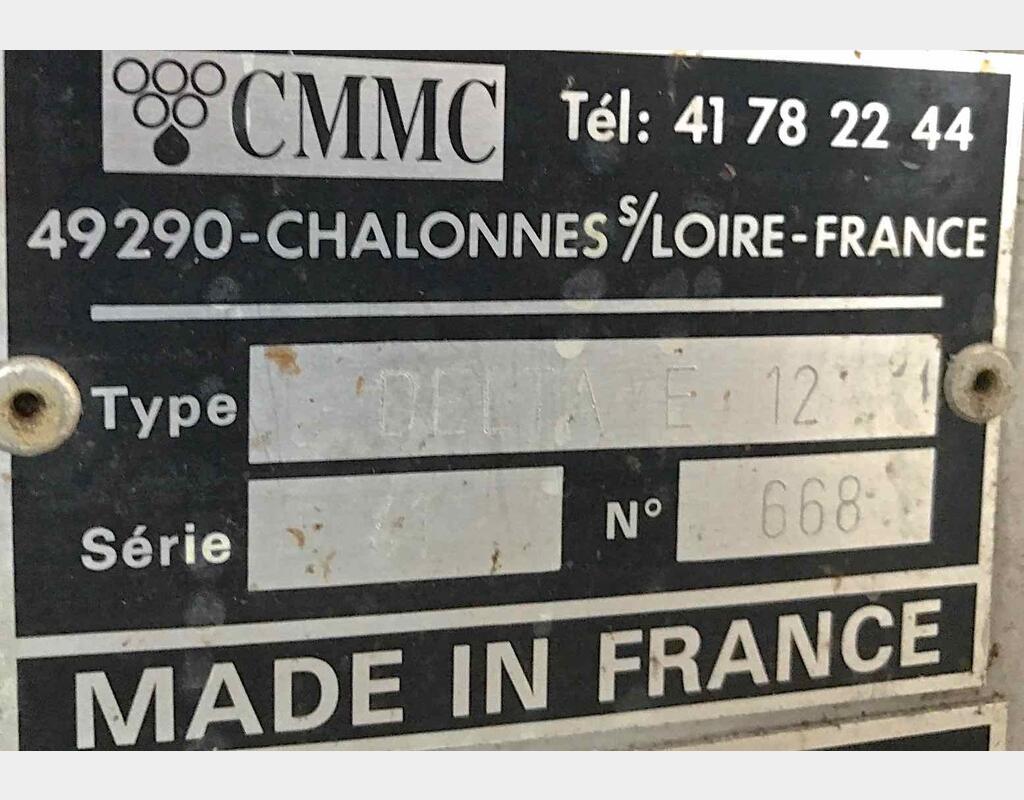 CMMC Tél: 41 78 22 44
49290-CHALONNES s/LOIRE-FRANCE
Type DELTA E 12
Série N° 668
MADE IN FRANCE